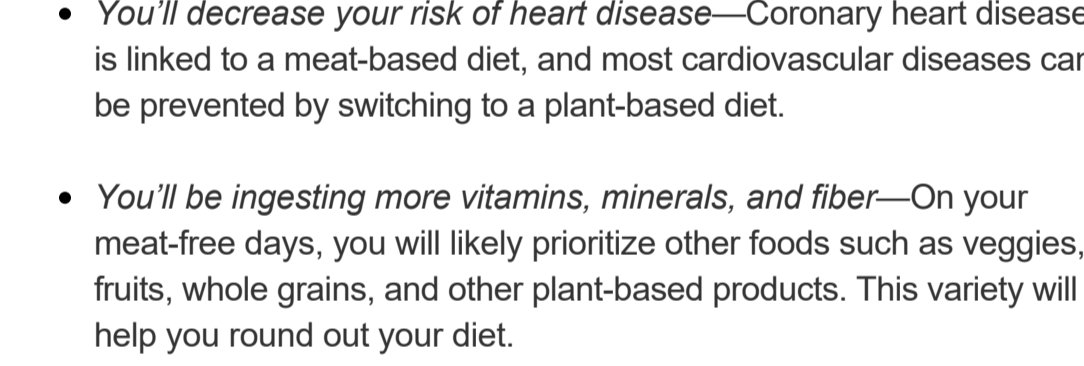 • You’ll decrease your risk of heart disease—Coronary heart disease
is linked to a meat-based diet, and most cardiovascular diseases can
be prevented by switching to a plant-based diet.
• You’ll be ingesting more vitamins, minerals, and fiber—On your
meat-free days, you will likely prioritize other foods such as veggies,
fruits, whole grains, and other plant-based products. This variety will
help you round out your diet.